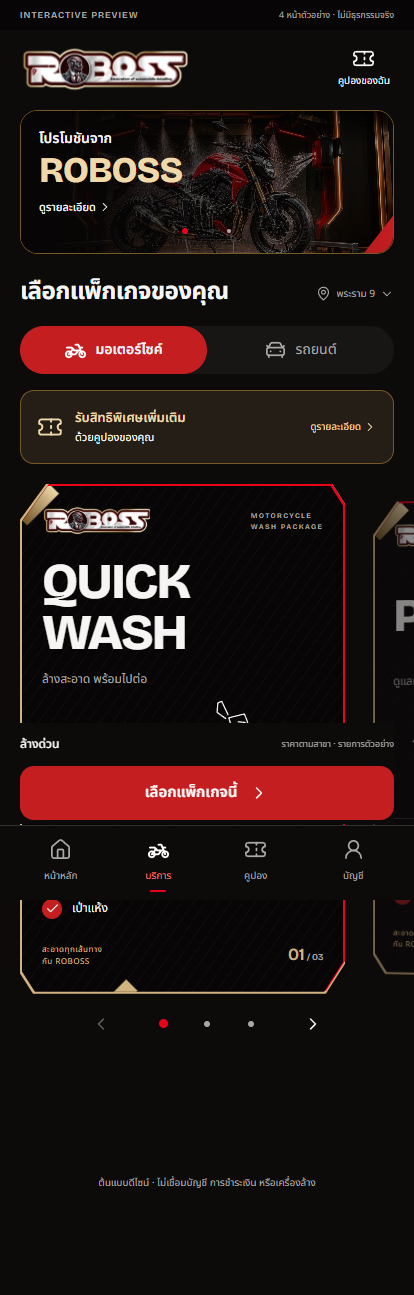 INTERACTIVE PREVIEW
4 หน้าตัวอย่าง · ไม่มีธุรกรรมจริง
ROBOSS
คูปองของฉัน
โปรโมชันจาก
ROBOSS
ดูรายละเอียด
เลือกแพ็กเกจของคุณ
พระราม 9
มอเตอร์ไซค์
รถยนต์
รับสิทธิพิเศษเพิ่มเติม
ด้วยคูปองของคุณ
ดูรายละเอียด
ROBOSS
MOTORCYCLE
WASH PACKAGE
QUICK
WASH
ล้างสะอาด พร้อมไปต่อ
ล้างด่วน
ราคาตามสาขา · รายการตัวอย่าง
เลือกแพ็กเกจนี้
หน้าหลัก
บริการ
คูปอง
บัญชี
เป่าแห้ง
สะอาดทุกเส้นทาง
กับ ROBOSS
01 / 03
ต้นแบบดีไซน์ · ไม่เชื่อมบัญชี การชำระเงิน หรือเครื่องล้าง